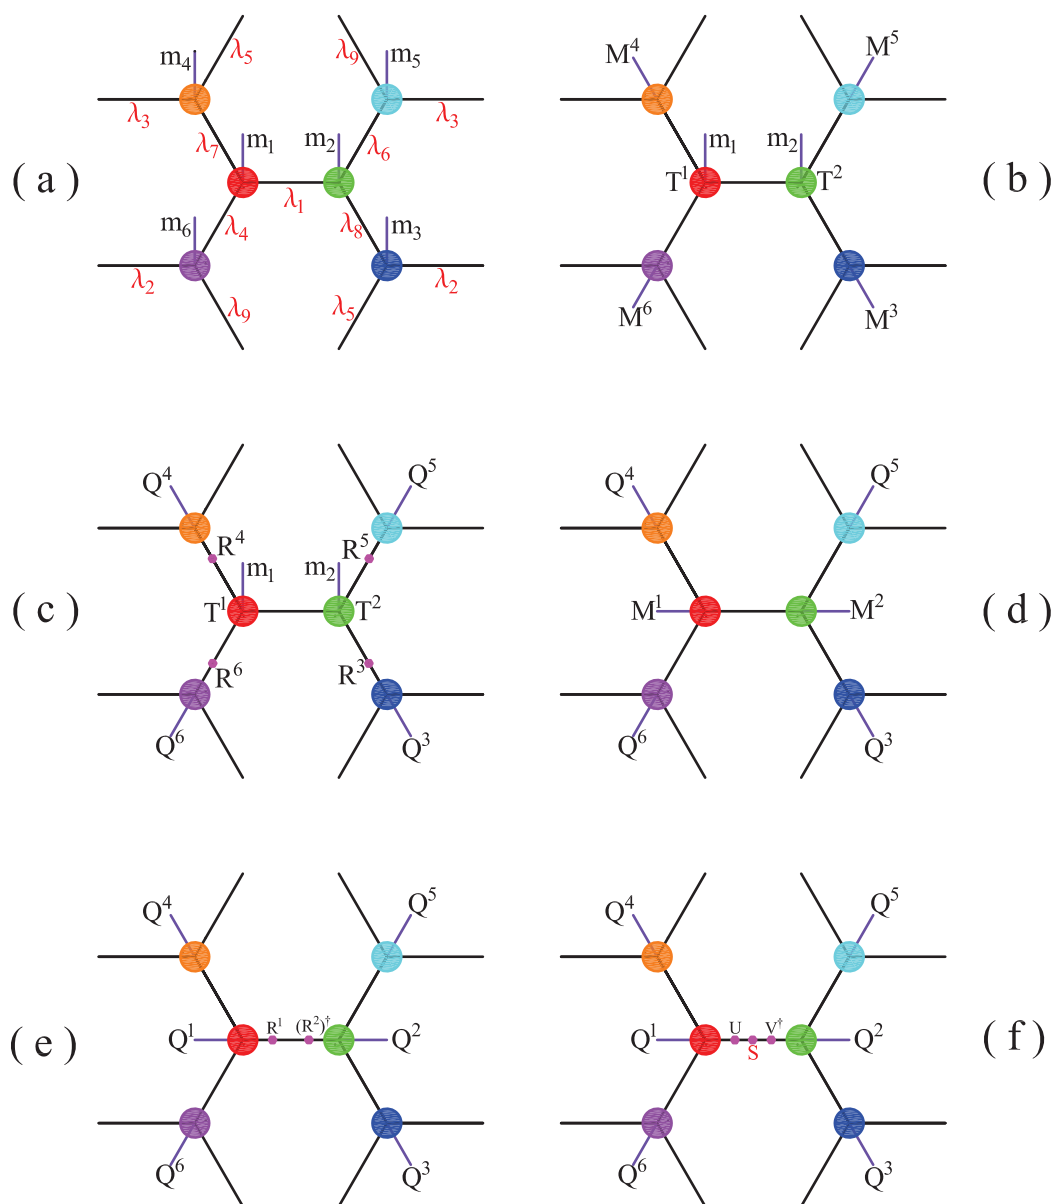 λ5 λ9
m4 m5
M4 M5
λ3 λ3
λ7 m1 m2 λ6
m1 m2
( a ) λ1
T1 T2 ( b )
m6 λ4 λ8 m3
λ2 λ2
λ9 λ5
M6 M3
Q4 Q5
Q4 Q5
R4 R5
m1 m2
( c ) T1 T2
M1 M2 ( d )
R6 R3
Q6 Q3
Q6 Q3
Q4 Q5
Q4 Q5
( e ) Q1 R1 (R2)† Q2
Q1 U S V† Q2 ( f )
Q6 Q3
Q6 Q3